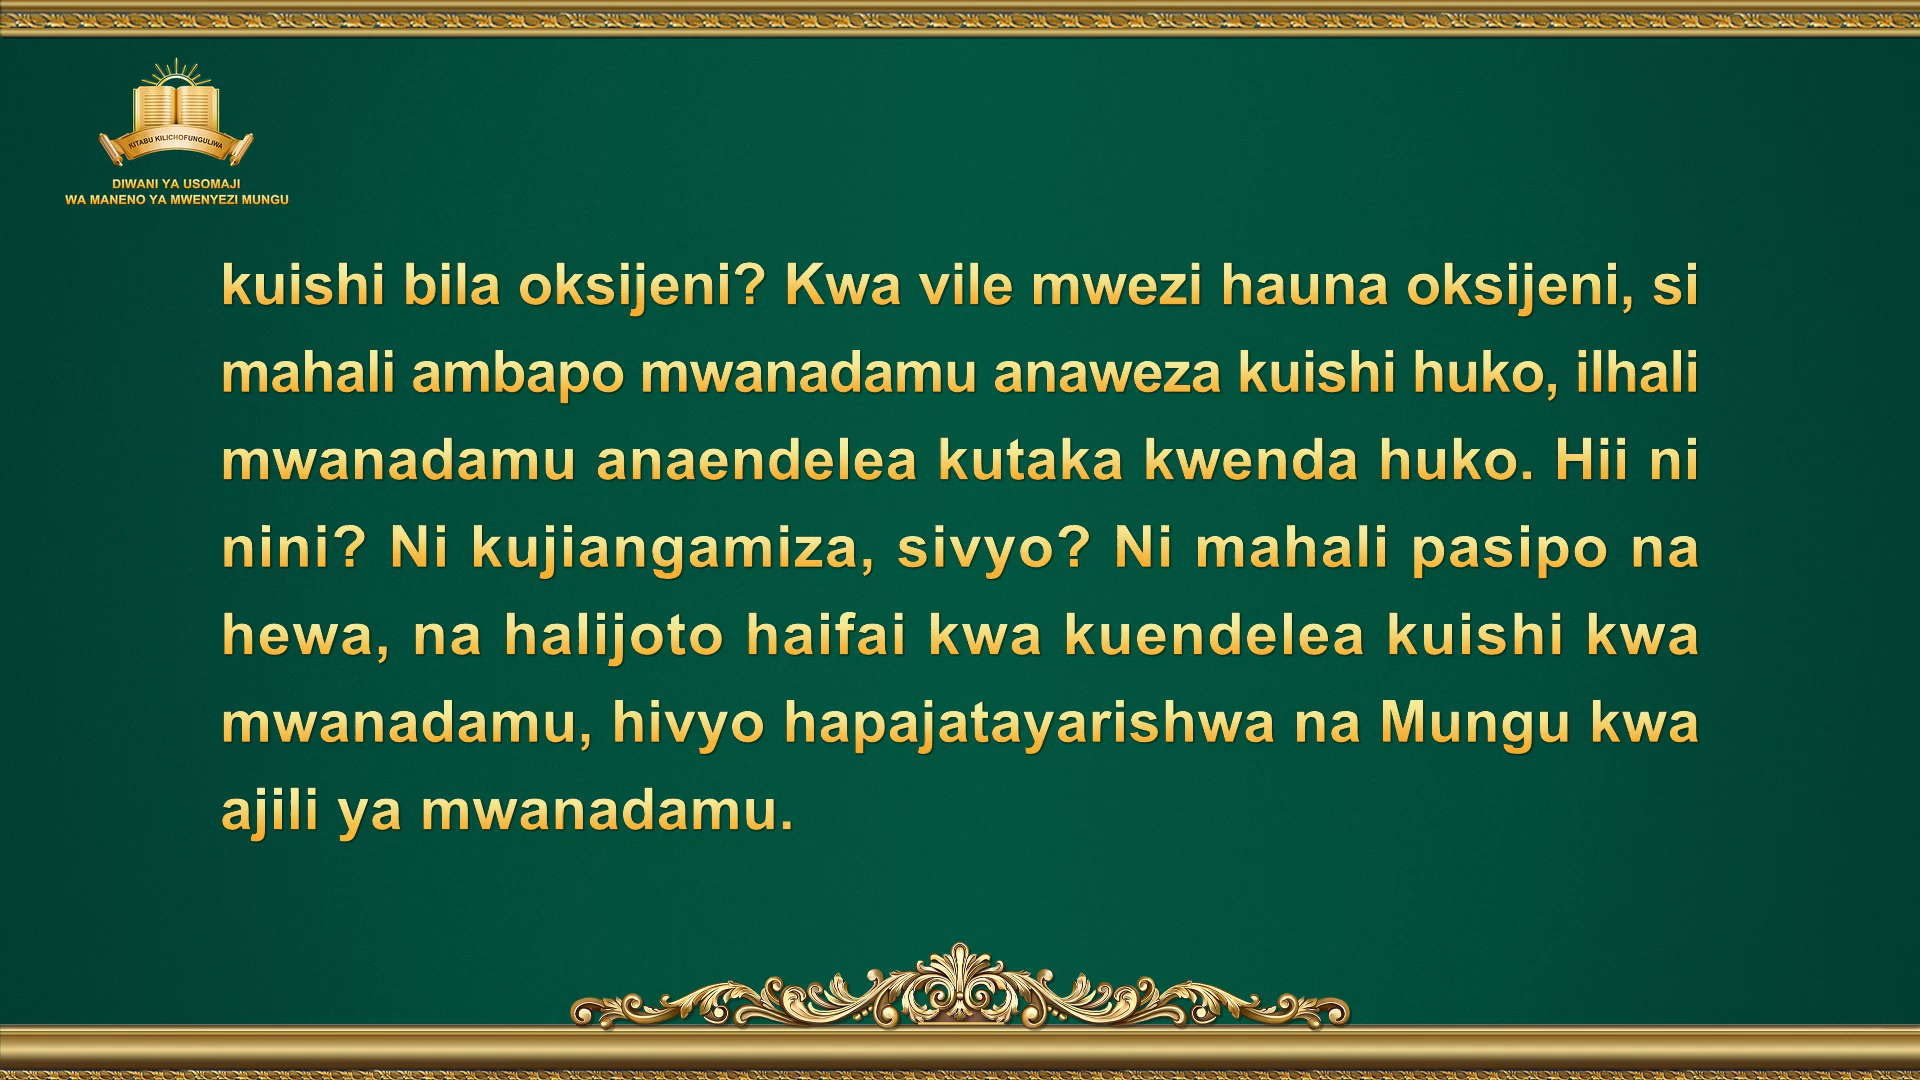 KITABU KILICHOFUNGULIWA
DIWANI YA USOMAJI
WA MANENO YA MWENYEZI MUNGU
kuishi bila oksijeni? Kwa vile mwezi hauna oksijeni, si
mahali ambapo mwanadamu anaweza kuishi huko, ilhali
mwanadamu anaendelea kutaka kwenda huko. Hii ni
nini? Ni kujiangamiza, sivyo? Ni mahali pasipo na
hewa, na halijoto haifai kwa kuendelea kuishi kwa
mwanadamu, hivyo hapajatayarishwa na Mungu kwa
ajili ya mwanadamu.